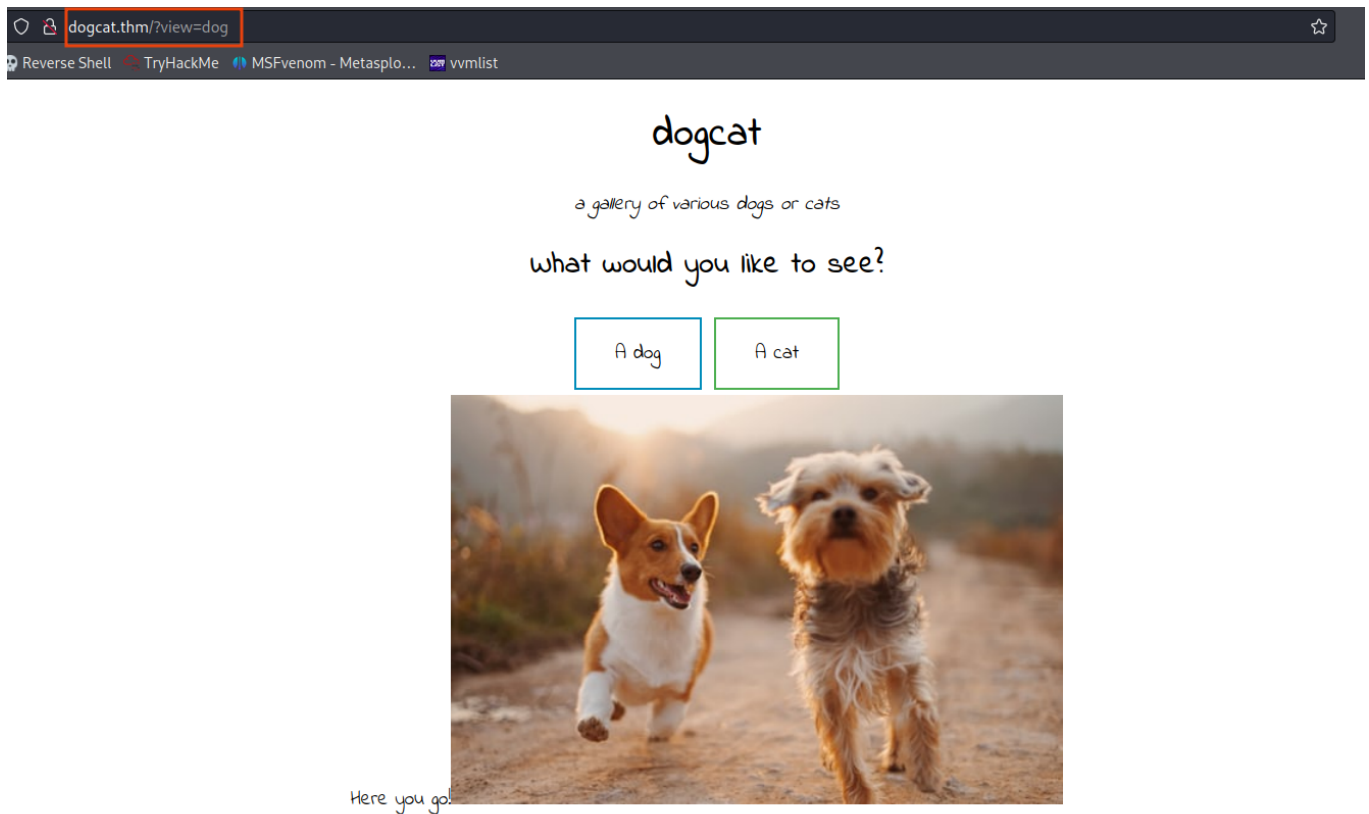 dogcat.thm/?view=dog
Reverse Shell TryHackMe MSFvenom - Metasplo... vvmlist
dogcat
a gallery of various dogs or cats
What would you like to see?
A dog A cat
Here you go!